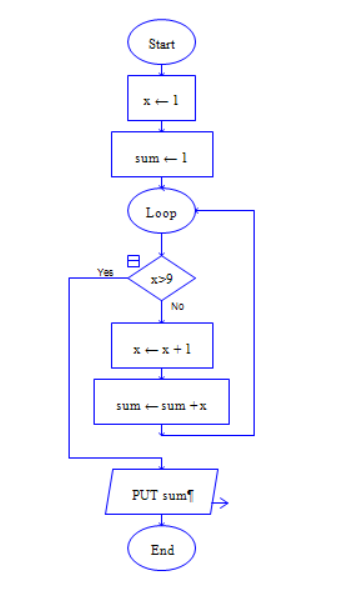 Start
x ← 1
sum ← 1
Loop
Yes
x>9
No
x ← x + 1
sum ← sum +x
PUT sum¶
End